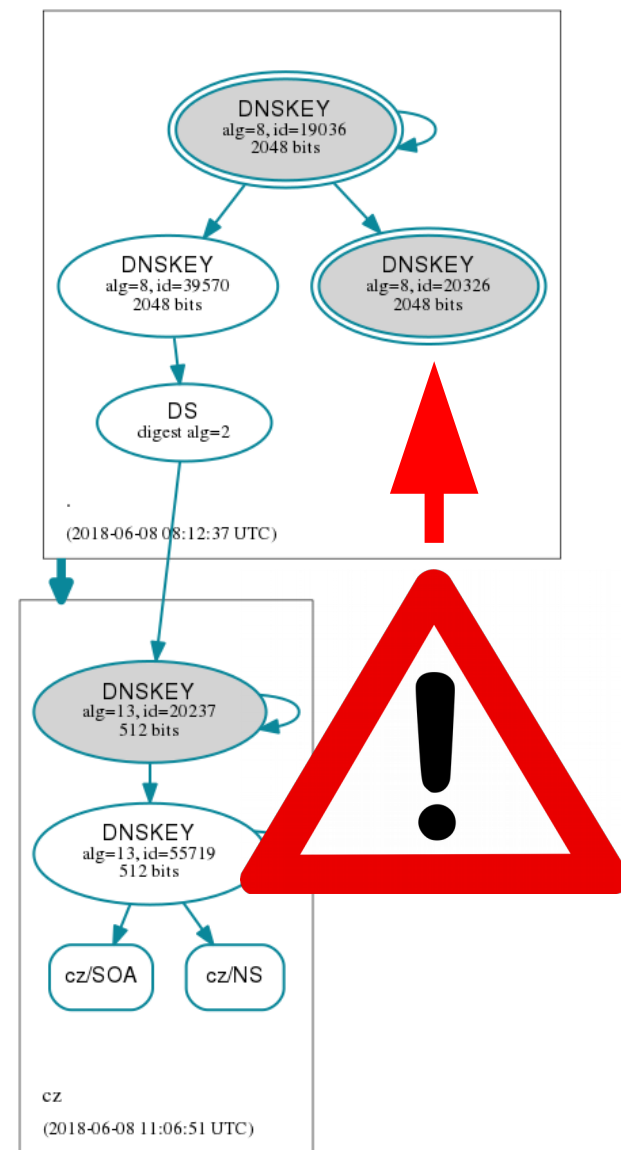 DNSKEY
alg=8, id=19036
2048 bits
DNSKEY
alg=8, id=39570
2048 bits
DNSKEY
alg=8, id=20326
2048 bits
DS
digest alg=2
.
(2018-06-08 08:12:37 UTC)
DNSKEY
alg=13, id=20237
512 bits
DNSKEY
alg=13, id=55719
512 bits
cz/SOA
cz/NS
cz
(2018-06-08 11:06:51 UTC)
!